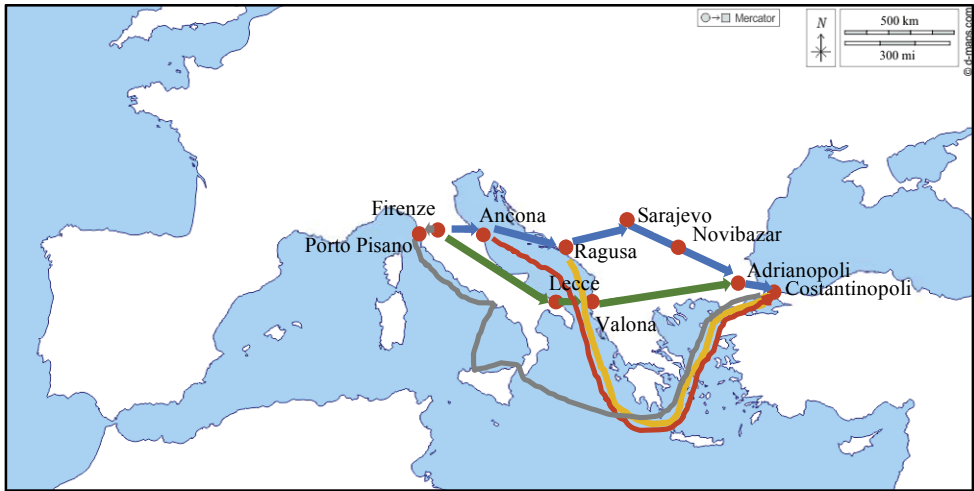 → Mercator
N
500 km
300 mi
© d-maps.com
Firenze
Ancona
Sarajevo
Porto Pisano
Ragusa
Novibazar
Lecce
Adrianopoli
Costantinopoli
Valona